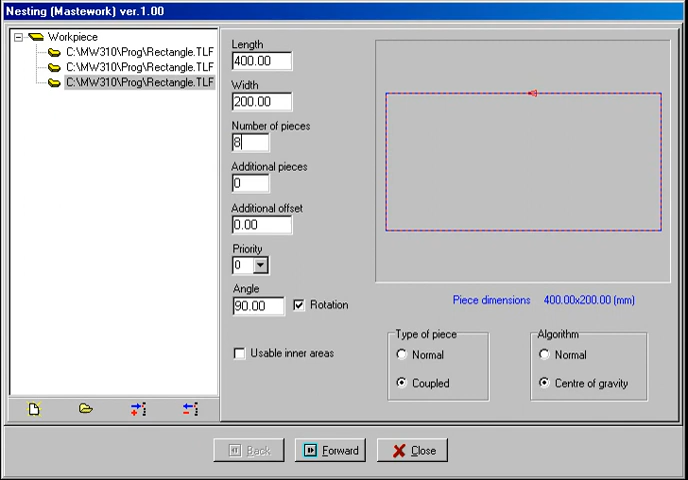 Nesting (Mastework) ver.1.00
Workpiece
C:\MW310\Prog\Rectangle.TLF
C:\MW310\Prog\Rectangle.TLF
C:\MW310\Prog\Rectangle.TLF
Length
400.00
Width
200.00
Number of pieces
8
Additional pieces
0
Additional offset
0.00
Priority
0
Angle
90.00 Rotation
Usable inner areas
Piece dimensions 400.00x200.00 (mm)
Type of piece
Normal
Coupled
Algorithm
Normal
Centre of gravity
Back Forward Close